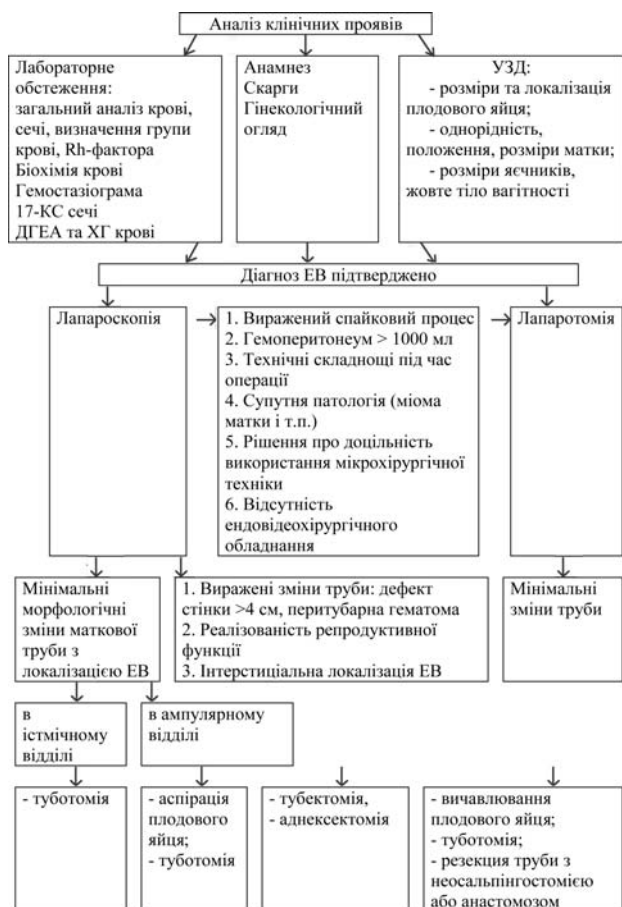 Аналіз клінічних проявів
Лабораторне
обстеження:
загальний аналіз крові,
сечі, визначення групи
крові, Rh-фактора
Біохімія крові
Гемостазіограма
17-КС сечі
ДГЕА та ХГ крові
Анамнез
Скарги
Гінекологічний
огляд
УЗД:
- розміри та локалізація
плодового яйця;
- однорідність,
положення, розміри матки;
- розміри яєчників,
жовте тіло вагітності
Діагноз ЕВ підтверджено
Лапароскопія
1. Виражений спайковий процес
2. Гемоперитонеум > 1000 мл
3. Технічні складнощі під час
операції
4. Супутня патологія (міома
матки і т.п.)
5. Рішення про доцільність
використання мікрохірургічної
техніки
6. Відсутність
ендовідеохірургічного
обладнання
Лапаротомія
Мінімальні
морфологічні
зміни маткової
труби з
локалізацією ЕВ
1. Виражені зміни труби: дефект
стінки >4 см, перитубарна гематома
2. Реалізованість репродуктивної
функції
3. Інтерстиціальна локалізація ЕВ
Мінімальні
зміни труби
в
істмічному
відділі
в ампулярному
відділі
- туботомія
- аспірація
плодового
яйця;
- туботомія
- тубектомія,
- аднексектомія
- вичавлювання
плодового яйця;
- туботомія;
- резекция труби з
неосальпінгостомією
або анастомозом